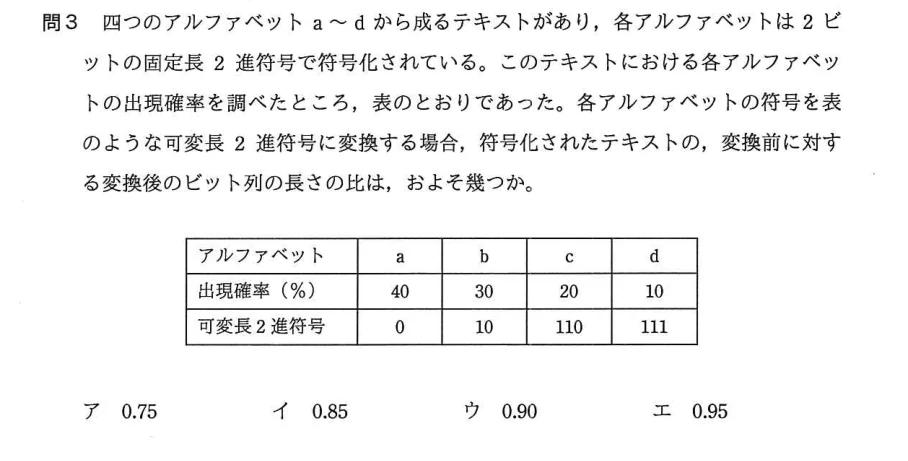 問3　四つのアルファベット a～d から成るテキストがあり，各アルファベットは 2 ビ
ットの固定長 2 進符号で符号化されている。このテキストにおける各アルファベッ
トの出現確率を調べたところ，表のとおりであった。各アルファベットの符号を表
のような可変長 2 進符号に変換する場合，符号化されたテキストの，変換前に対す
る変換後のビット列の長さの比は，およそ幾つか。
アルファベット a b c d
出現確率（％） 40 30 20 10
可変長 2 進符号 0 10 110 111
ア　0.75　イ　0.85　ウ　0.90　エ　0.95